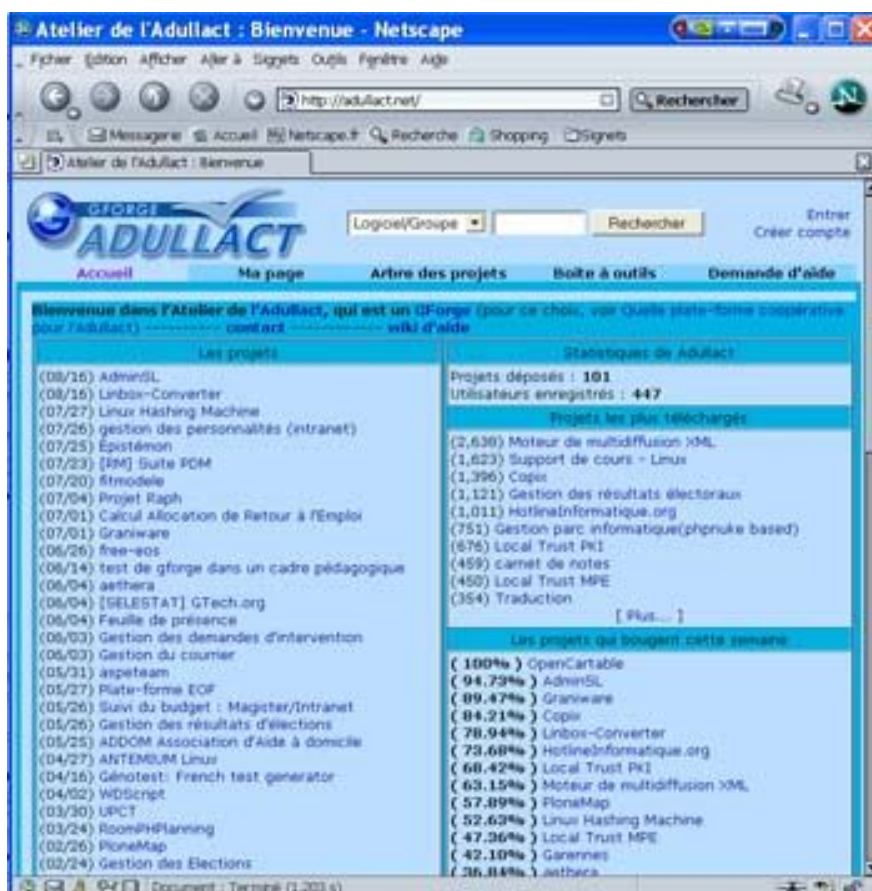 Atelier de l'Adullact : Bienvenue - Netscape
Fichier Edition Afficher Aller à Signets Outils Fenêtre Aide
http://adullact.net/ Rechercher
Messagerie Accueil Netscape.fr Recherche Shopping Signets
Atelier de l'Adullact : Bienvenue
GFORGE
ADULLACT
Logiciel/Groupe Rechercher
Entrer
Créer compte
Accueil Ma page Arbre des projets Boîte à outils Demande d'aide
Bienvenue dans l'Atelier de l'Adullact, qui est un GForge (pour ce choix, voir Quelle plate-forme coopérative
pour l'Adullact) ---------- contact ------------ wiki d'aide
Les projets
(08/16) AdminSL
(08/16) Linbox-Converter
(07/27) Linux Hashing Machine
(07/26) gestion des personnalités (intranet)
(07/25) Épistémon
(07/23) [RM] Suite PDM
(07/20) fitmodele
(07/04) Projet Raph
(07/01) Calcul Allocation de Retour à l'Emploi
(07/01) Graniware
(06/26) free-eos
(06/14) test de gforge dans un cadre pédagogique
(06/04) aethera
(06/04) [SELESTAT] GTech.org
(06/04) Feuille de présence
(06/03) Gestion des demandes d'intervention
(06/03) Gestion du courrier
(05/31) aspeteam
(05/27) Plate-forme EOF
(05/26) Suivi du budget : Magister/Intranet
(05/26) Gestion des résultats d'élections
(05/25) ADDOM Association d'Aide à domicile
(04/27) ANTEMIUM Linux
(04/16) Génotest: French test generator
(04/02) WDScript
(03/30) UPCT
(03/24) RoomPHPlanning
(02/26) PloneMap
(02/24) Gestion des Elections
Statistiques de Adullact
Projets déposés : 101
Utilisateurs enregistrés : 447
Projets les plus téléchargés
(2,638) Moteur de multidiffusion XML
(1,623) Support de cours - Linux
(1,396) Copix
(1,121) Gestion des résultats électoraux
(1,011) HotlineInformatique.org
(751) Gestion parc informatique(phpnuke based)
(676) Local Trust PKI
(459) carnet de notes
(450) Local Trust MPE
(354) Traduction
[ Plus... ]
Les projets qui bougent cette semaine
( 100% ) OpenCartable
( 94.73% ) AdminSL
( 89.47% ) Graniware
( 84.21% ) Copix
( 78.94% ) Linbox-Converter
( 73.68% ) HotlineInformatique.org
( 68.42% ) Local Trust PKI
( 63.15% ) Moteur de multidiffusion XML
( 57.89% ) PloneMap
( 52.63% ) Linux Hashing Machine
( 47.36% ) Local Trust MPE
( 42.10% ) Garennes
( 36.84% ) aethera
Document : Terminé (1.203 s)